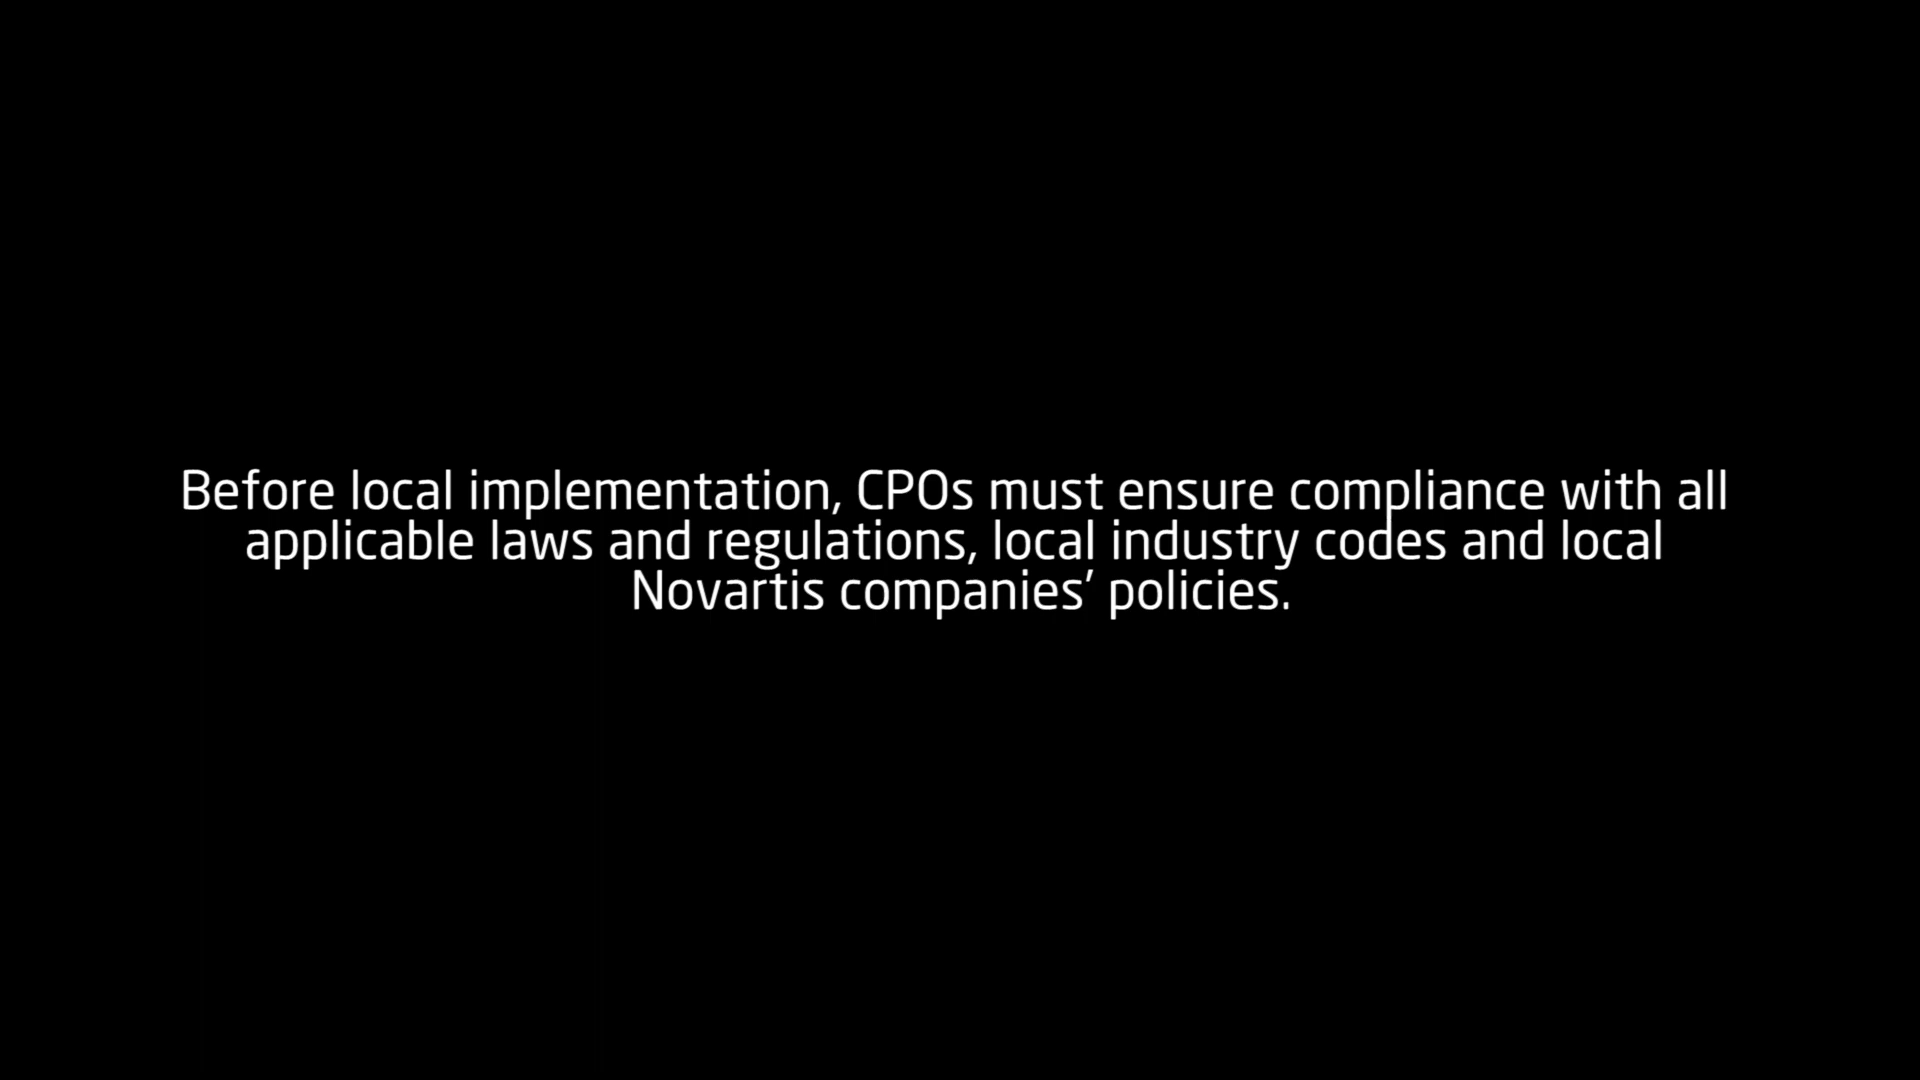 Before local implementation, CPOs must ensure compliance with all
applicable laws and regulations, local industry codes and local
Novartis companies’ policies.